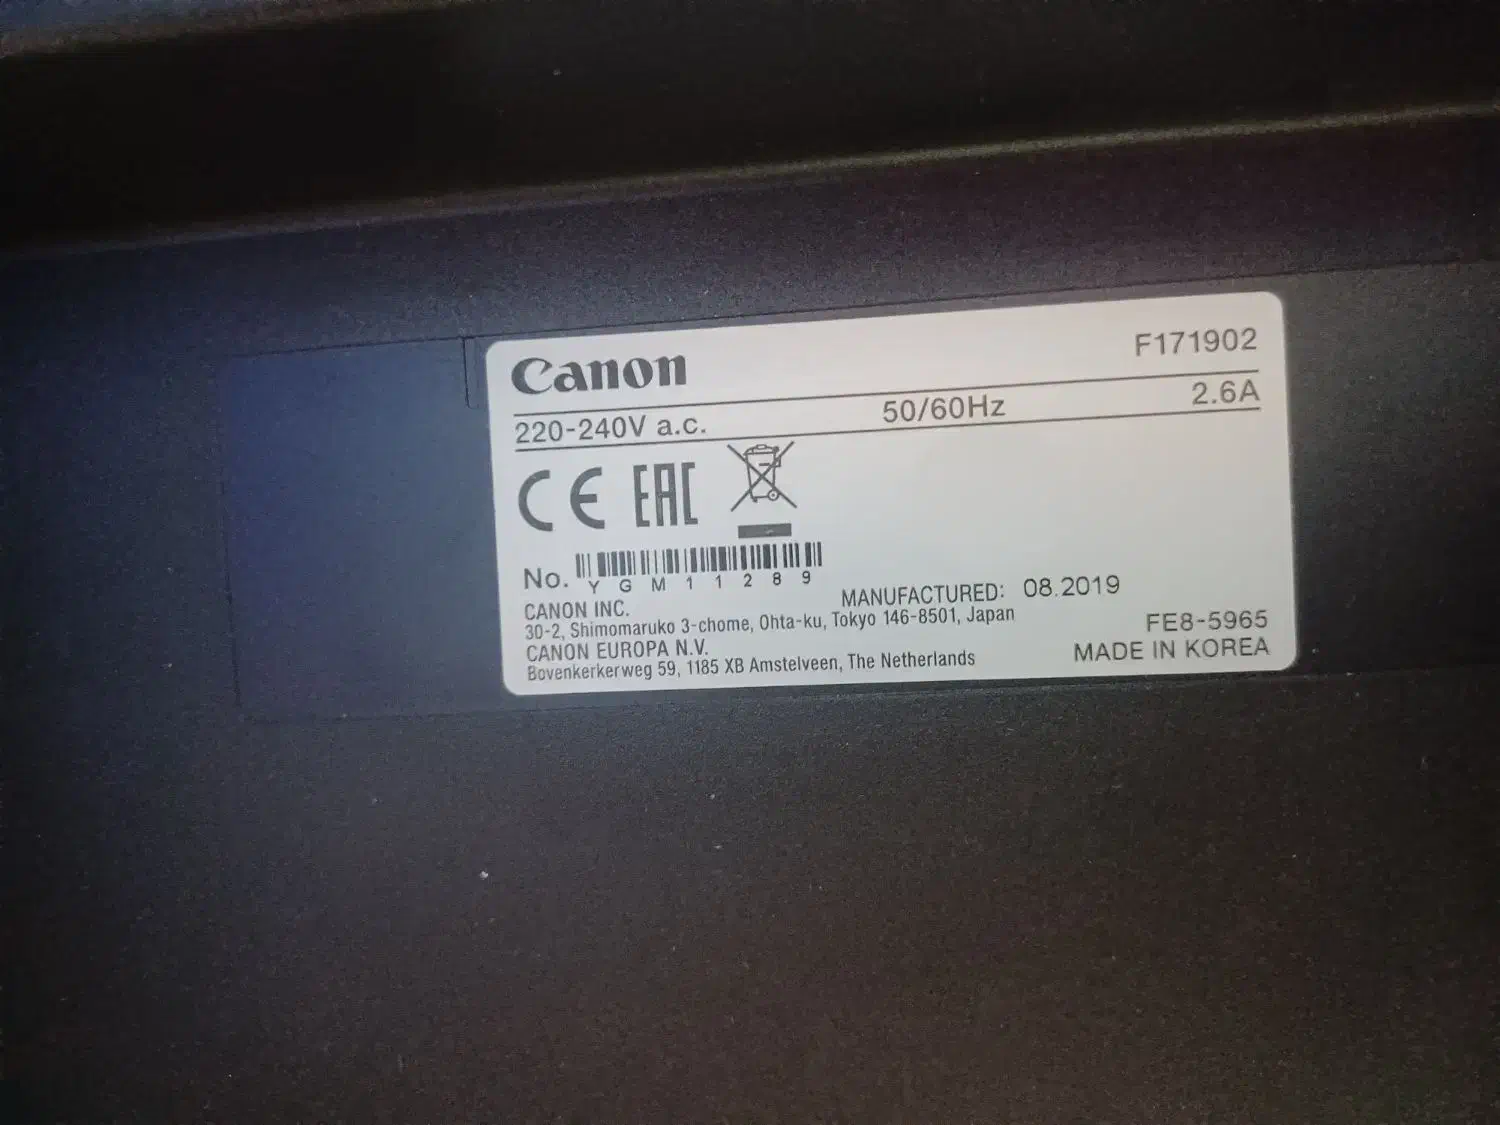 Canon F171902
220-240V a.c. 50/60Hz 2.6A
CE EAC
No. YGM11289
MANUFACTURED: 08.2019
CANON INC.
30-2, Shimomaruko 3-chome, Ohta-ku, Tokyo 146-8501, Japan
CANON EUROPA N.V.
Bovenkerkerweg 59, 1185 XB Amstelveen, The Netherlands
FE8-5965
MADE IN KOREA